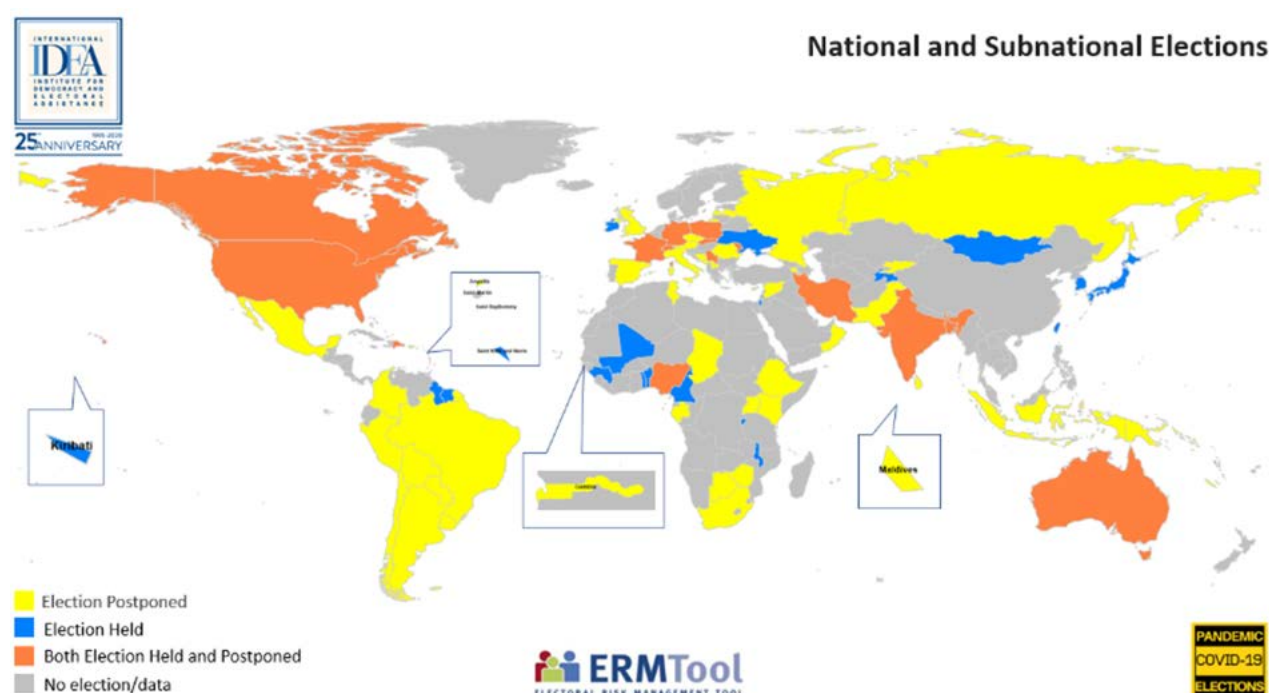 INTERNATIONAL
IDEA
INSTITUTE FOR
DEMOCRACY AND
ELECTORAL
ASSISTANCE
25 ANNIVERSARY
National and Subnational Elections
Kiribati
Gambia
Maldives
Election Postponed
Election Held
Both Election Held and Postponed
No election/data
ERMTool
ELECTORAL RISK MANAGEMENT TOOL
PANDEMIC
COVID-19
ELECTIONS